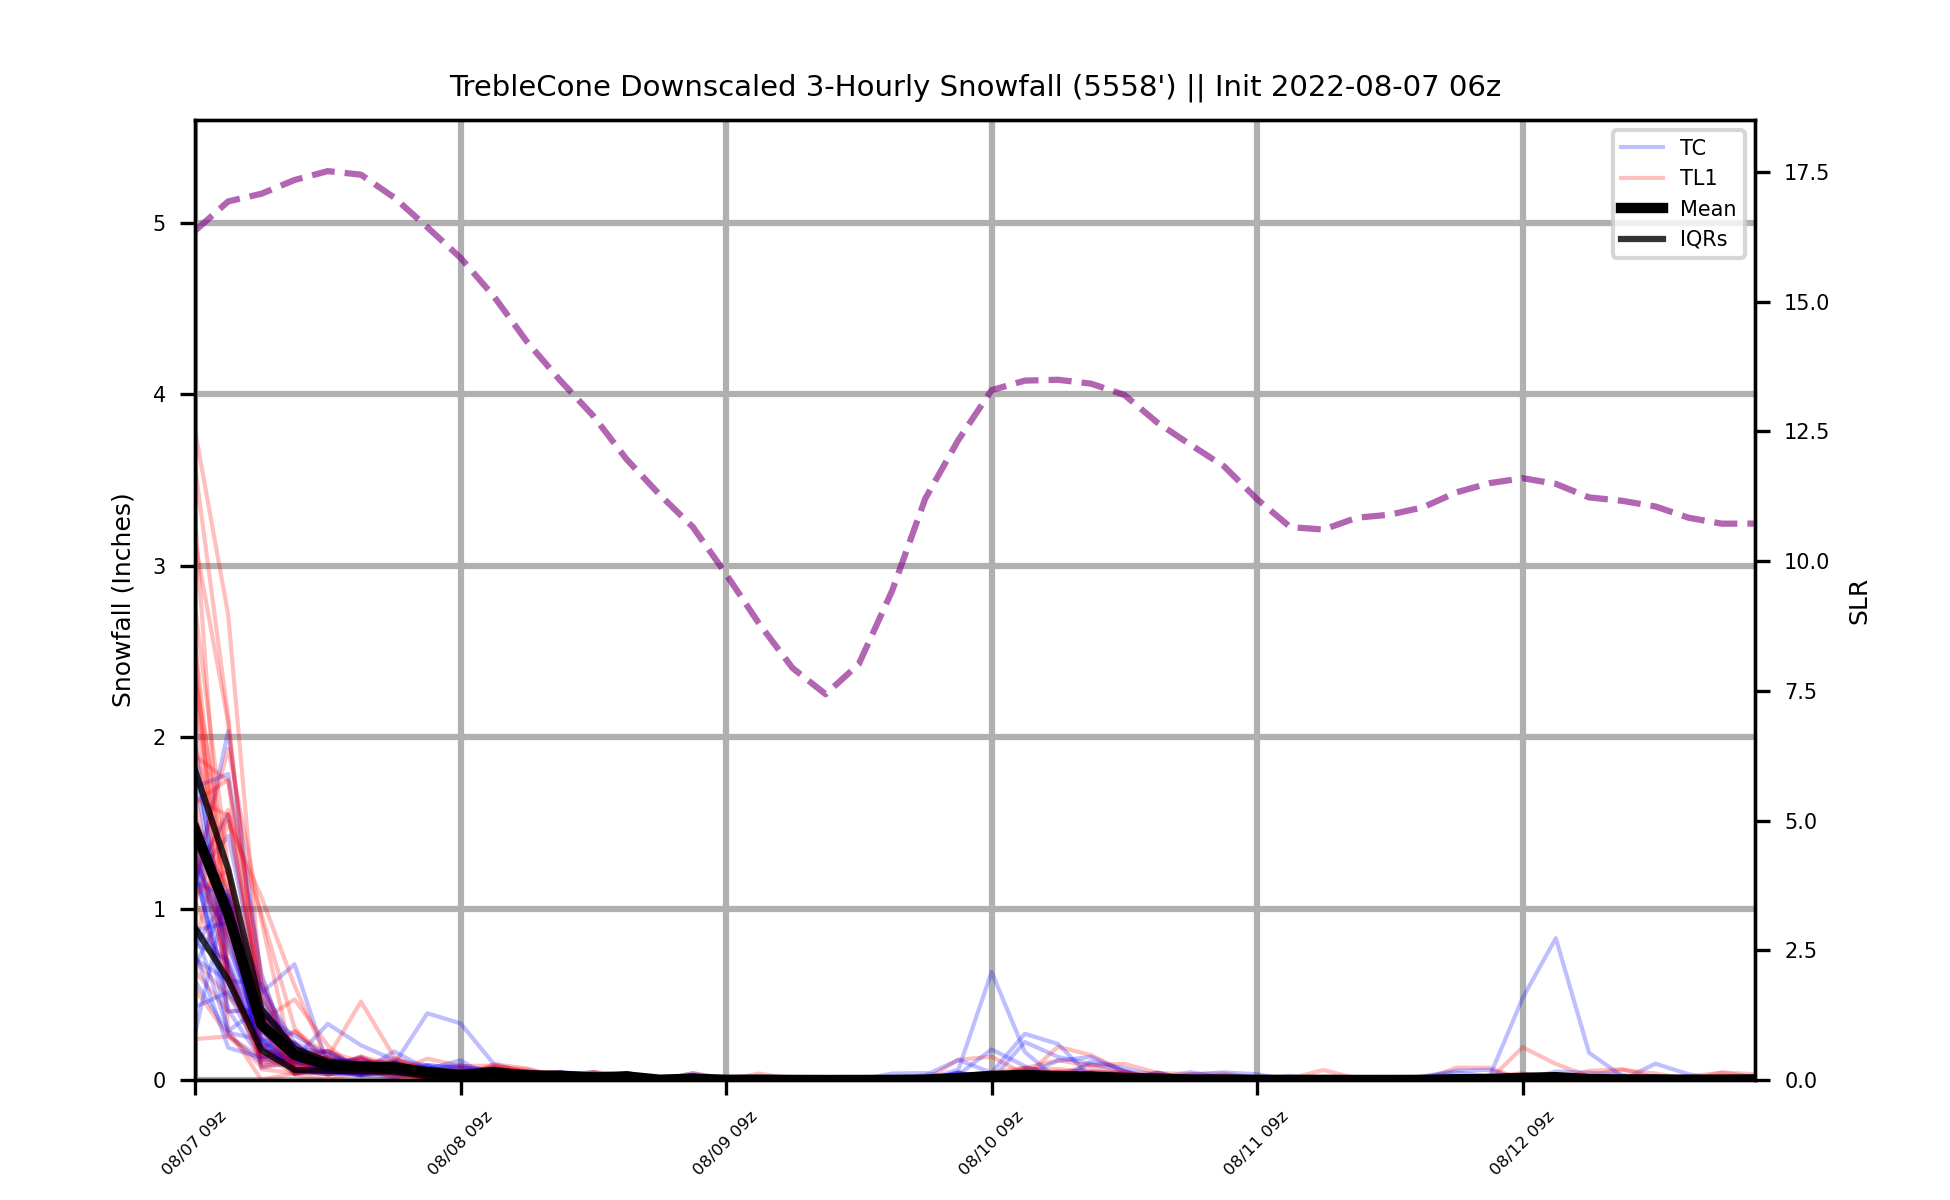 TrebleCone Downscaled 3-Hourly Snowfall (5558') || Init 2022-08-07 06z
TC
TL1
Mean
IQRs
Snowfall (Inches)
5
4
3
2
1
0
17.5
15.0
12.5
10.0
7.5
5.0
2.5
0.0
SLR
08/07 09z
08/08 09z
08/09 09z
08/10 09z
08/11 09z
08/12 09z